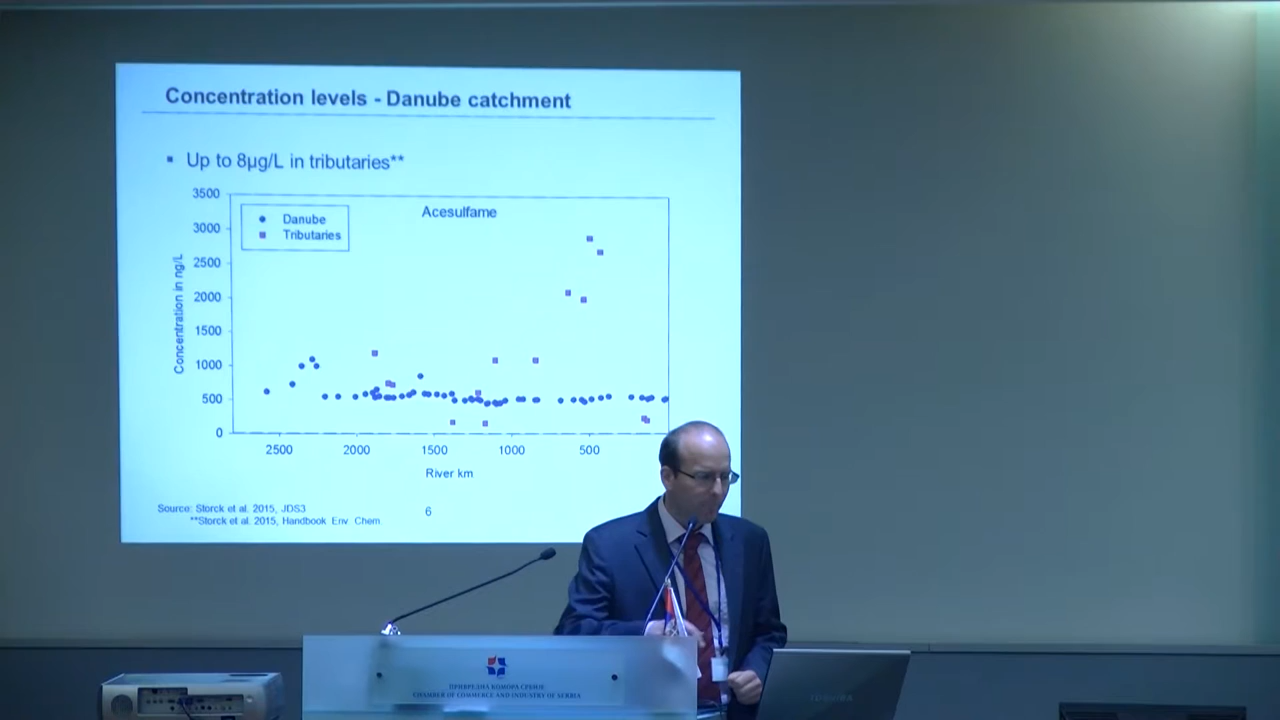 Concentration levels - Danube catchment
Up to 8µg/L in tributaries**
Acesulfame
Danube
Tributaries
Concentration in ng/L
3500
3000
2500
2000
1500
1000
500
0
2500 2000 1500 1000 500
River km
Source: Storck et al. 2015, JDS3
**Storck et al. 2015, Handbook Env Chem
6
ПРИВРЕДНА КОМОРА СРБИЈЕ
CHAMBER OF COMMERCE AND INDUSTRY OF SERBIA
TOSHIBA